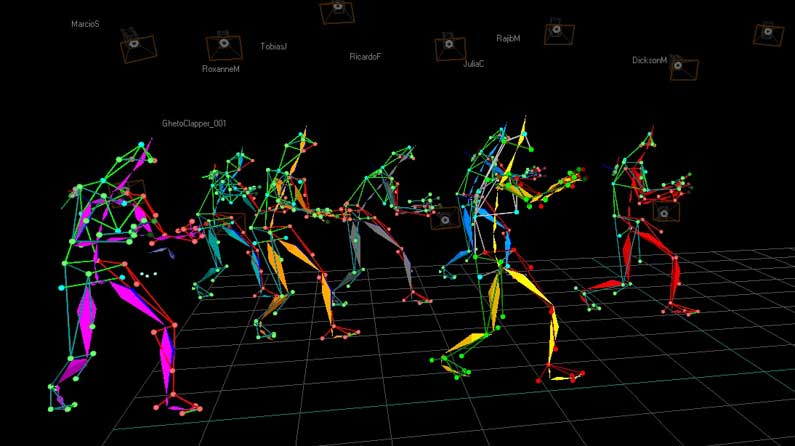 MarcioS
RoxanneM
TobiasJ
RicardoF
JuliaC
RajibM
DicksonM
GhetoClapper_001